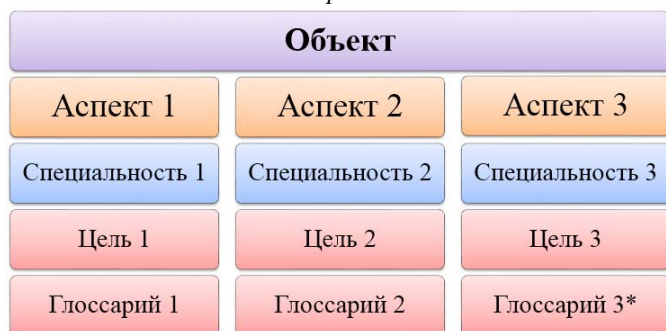 Объект
Аспект 1 Аспект 2 Аспект 3
Специальность 1 Специальность 2 Специальность 3
Цель 1 Цель 2 Цель 3
Глоссарий 1 Глоссарий 2 Глоссарий 3*